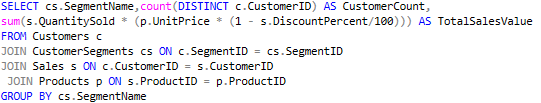 SELECT cs.SegmentName,count(DISTINCT c.CustomerID) AS CustomerCount,
sum(s.QuantitySold * (p.UnitPrice * (1 - s.DiscountPercent/100))) AS TotalSalesValue
FROM Customers c
JOIN CustomerSegments cs ON c.SegmentID = cs.SegmentID
JOIN Sales s ON c.CustomerID = s.CustomerID
JOIN Products p ON s.ProductID = p.ProductID
GROUP BY cs.SegmentName